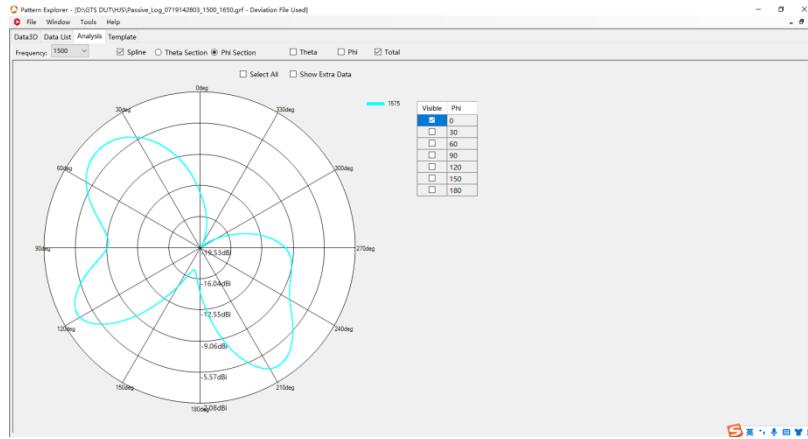 Pattern Explorer - [D:\GTS DUT\HJS\Passive_Log_0719142803_1500_1650.grf - Deviation File Used]
File Window Tools Help
Data3D Data List Analysis Template
Frequency: 1500 Spline Theta Section Phi Section Theta Phi Total
Select All Show Extra Data
0deg
30deg
330deg
60deg
300deg
90deg
270deg
120deg
240deg
150deg
210deg
180deg
-19.53dBi
-16.04dBi
-12.55dBi
-9.06dBi
-5.57dBi
1575
Visible Phi
0
30
60
90
120
150
180
英